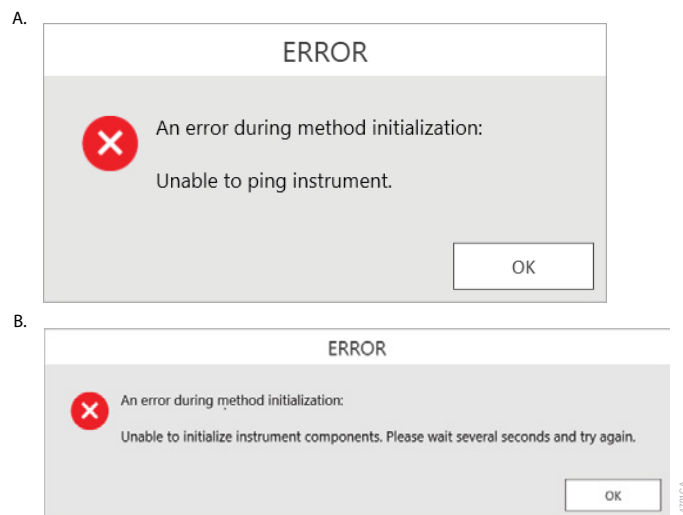 A.
ERROR
An error during method initialization:
Unable to ping instrument.
OK
B.
ERROR
An error during method initialization:
Unable to initialize instrument components. Please wait several seconds and try again.
OK